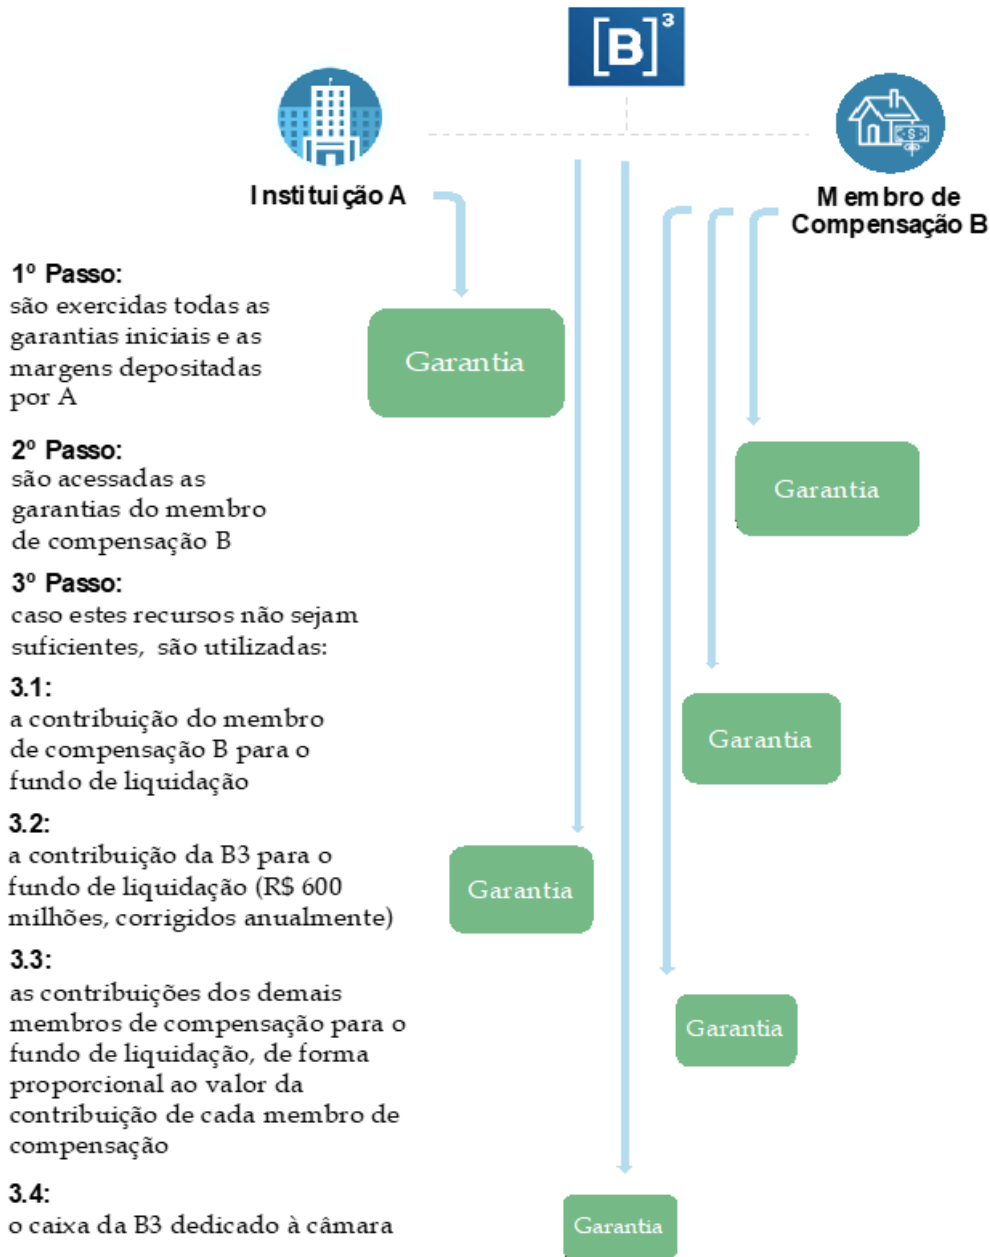 [B]³
Instituição A
Membro de
Compensação B
1º Passo:
são exercidas todas as
garantias iniciais e as
margens depositadas
por A
Garantia
2º Passo:
são acessadas as
garantias do membro
de compensação B
Garantia
3º Passo:
caso estes recursos não sejam
suficientes, são utilizadas:
3.1:
a contribuição do membro
de compensação B para o
fundo de liquidação
Garantia
3.2:
a contribuição da B3 para o
fundo de liquidação (R$ 600
milhões, corrigidos anualmente)
Garantia
3.3:
as contribuições dos demais
membros de compensação para o
fundo de liquidação, de forma
proporcional ao valor da
contribuição de cada membro de
compensação
Garantia
3.4:
o caixa da B3 dedicado à câmara
Garantia